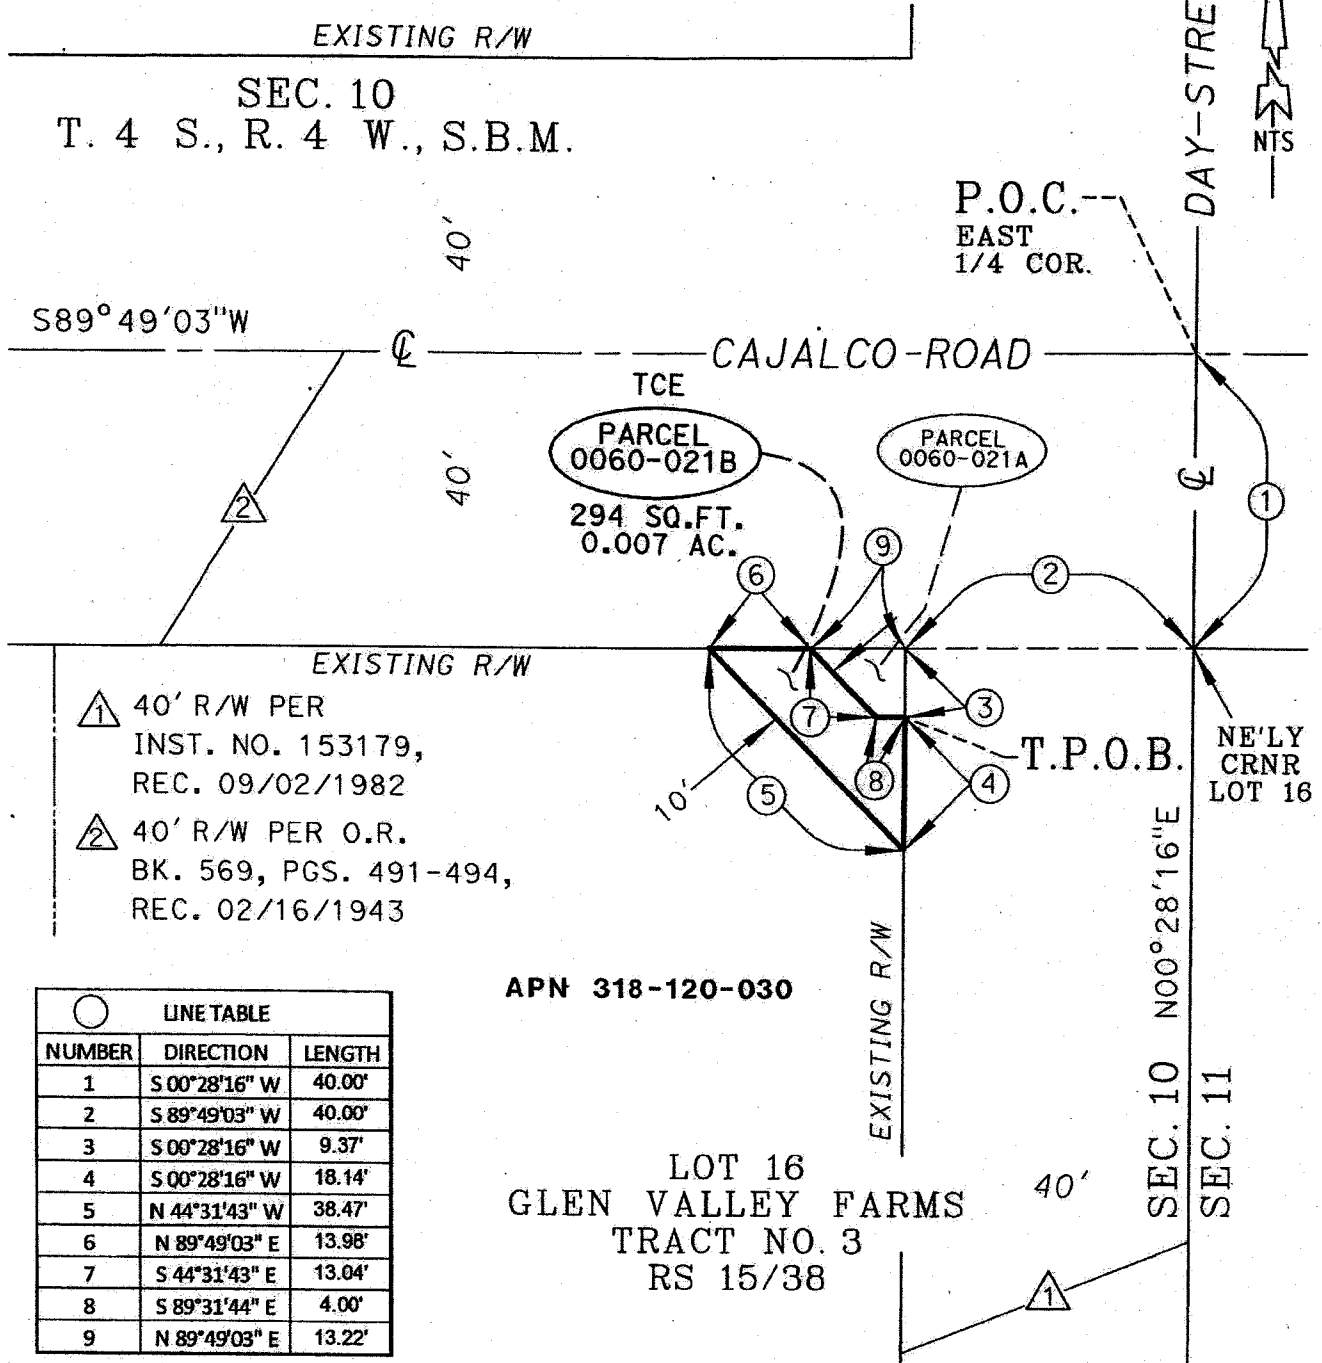 EXISTING R/W
SEC. 10
T. 4 S., R. 4 W., S.B.M.
DAY-STRE
N
NTS
P.O.C.
EAST
1/4 COR.
40'
S89°49'03"W
℄
CAJALCO-ROAD
TCE
PARCEL
0060-021B
294 SQ.FT.
0.007 AC.
PARCEL
0060-021A
40'
℄
1
2
2
9
6
EXISTING R/W
7
3
8
4
5
10'
T.P.O.B.
NE'LY
CRNR
LOT 16
1 40' R/W PER
INST. NO. 153179,
REC. 09/02/1982
2 40' R/W PER O.R.
BK. 569, PGS. 491-494,
REC. 02/16/1943
N00°28'16"E
EXISTING R/W
APN 318-120-030
LINE TABLE
NUMBER DIRECTION LENGTH
1 S 00°28'16" W 40.00'
2 S 89°49'03" W 40.00'
3 S 00°28'16" W 9.37'
4 S 00°28'16" W 18.14'
5 N 44°31'43" W 38.47'
6 N 89°49'03" E 13.98'
7 S 44°31'43" E 13.04'
8 S 89°31'44" E 4.00'
9 N 89°49'03" E 13.22'
LOT 16
GLEN VALLEY FARMS
TRACT NO. 3
RS 15/38
40'
SEC. 10
SEC. 11
1